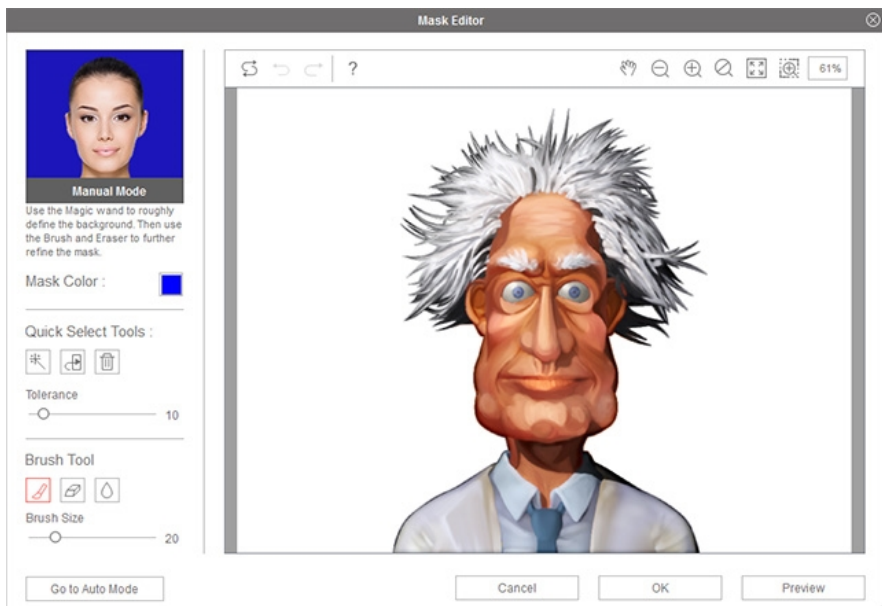 Mask Editor
?
61%
Manual Mode
Use the Magic wand to roughly
define the background. Then use
the Brush and Eraser to further
refine the mask.
Mask Color :
Quick Select Tools :
Tolerance
10
Brush Tool
Brush Size
20
Go to Auto Mode
Cancel
OK
Preview